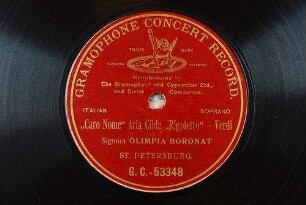 GRAMOPHONE CONCERT RECORD.
TRADE MARK
Manufactured by
The Gramophone and Typewriter Ltd.,
and Sister Companies.
ITALIAN SOPRANO
„Caro Nome" Aria Gilda „Rigoletto" - Verdi
Signora OLIMPIA BORONAT
ST. PETERSBURG.
G. C.-53348